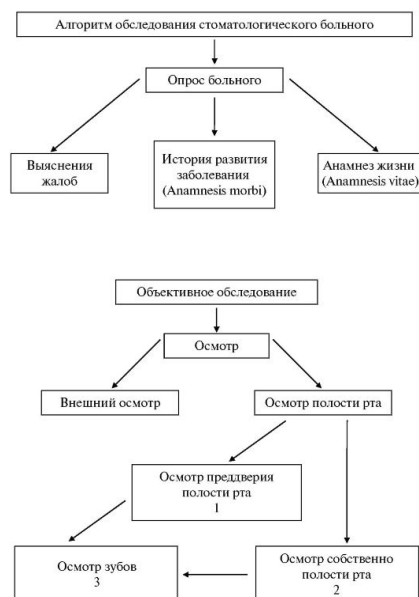 Алгоритм обследования стоматологического больного
Опрос больного
Выяснения
жалоб
История развития
заболевания
(Anamnesis morbi)
Анамнез жизни
(Anamnesis vitae)
Объективное обследование
Осмотр
Внешний осмотр
Осмотр полости рта
Осмотр преддверия
полости рта
1
Осмотр зубов
3
Осмотр собственно
полости рта
2